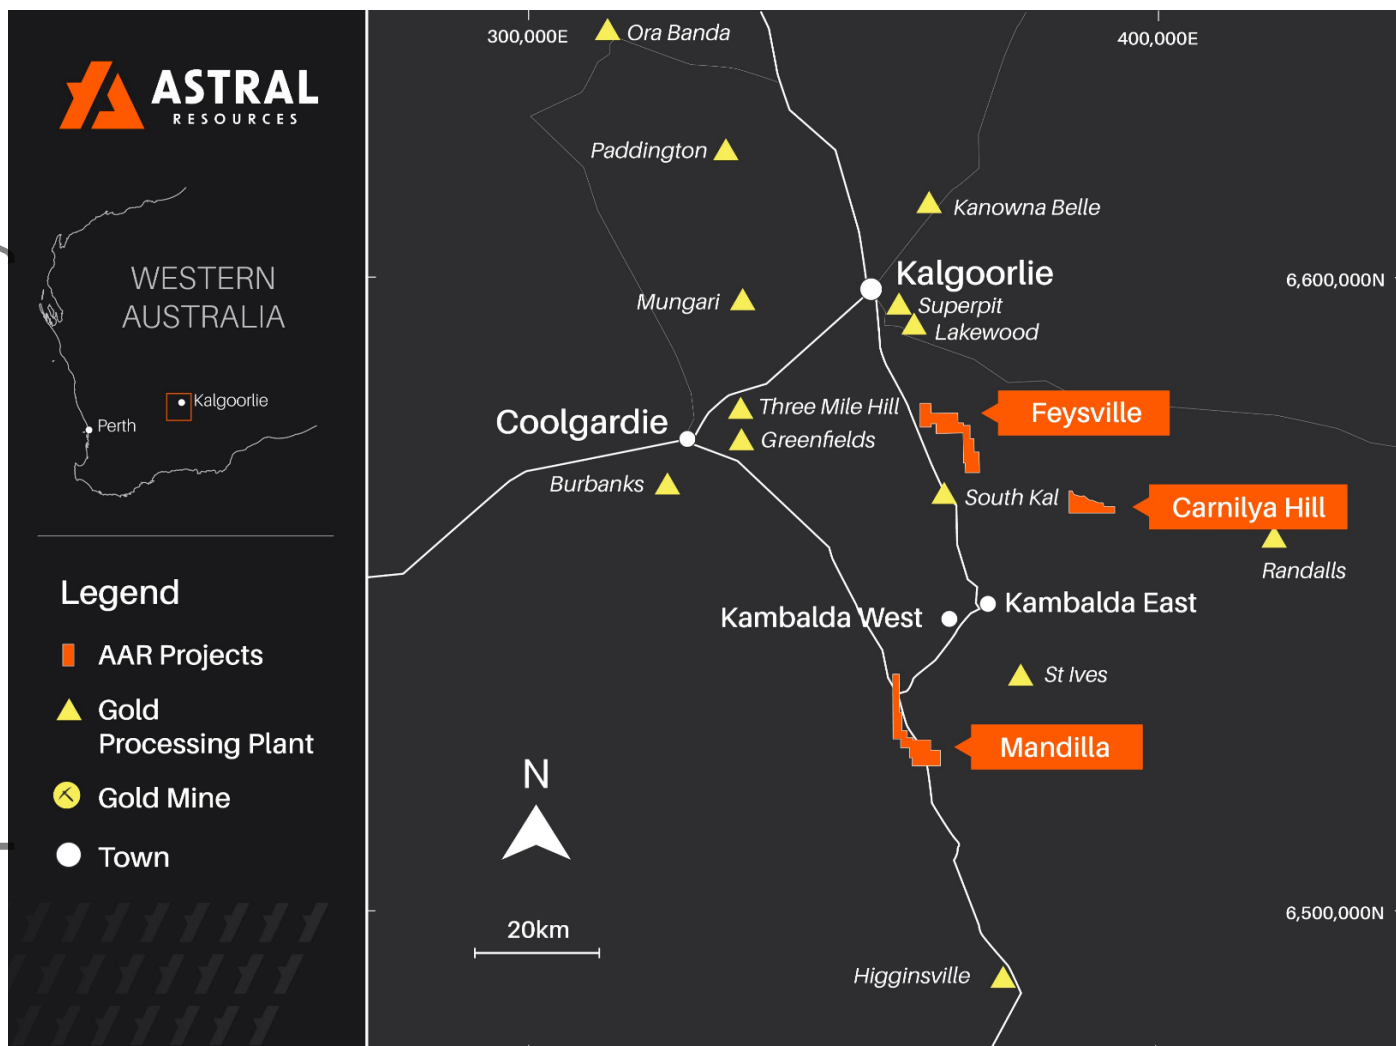 ASTRAL
RESOURCES
WESTERN
AUSTRALIA
Kalgoorlie
Perth
Legend
AAR Projects
Gold
Processing Plant
Gold Mine
Town
300,000E
Ora Banda
400,000E
Paddington
Kanowna Belle
Kalgoorlie
6,600,000N
Mungari
Superpit
Lakewood
Three Mile Hill
Feysville
Coolgardie
Greenfields
Burbanks
South Kal
Carnilya Hill
Randalls
Kambalda East
Kambalda West
St Ives
Mandilla
N
20km
6,500,000N
Higginsville